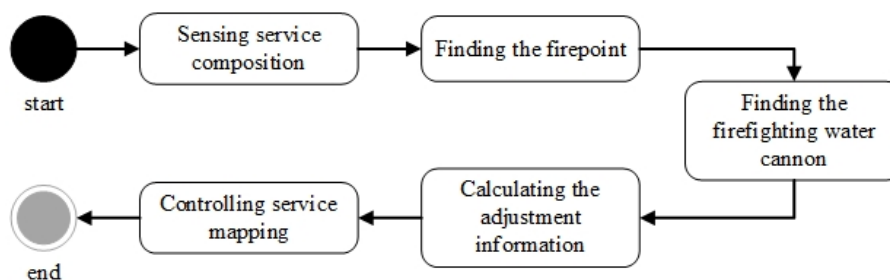 start
Sensing service
composition
Finding the firepoint
Finding the
firefighting water
cannon
Calculating the
adjustment
information
Controlling service
mapping
end